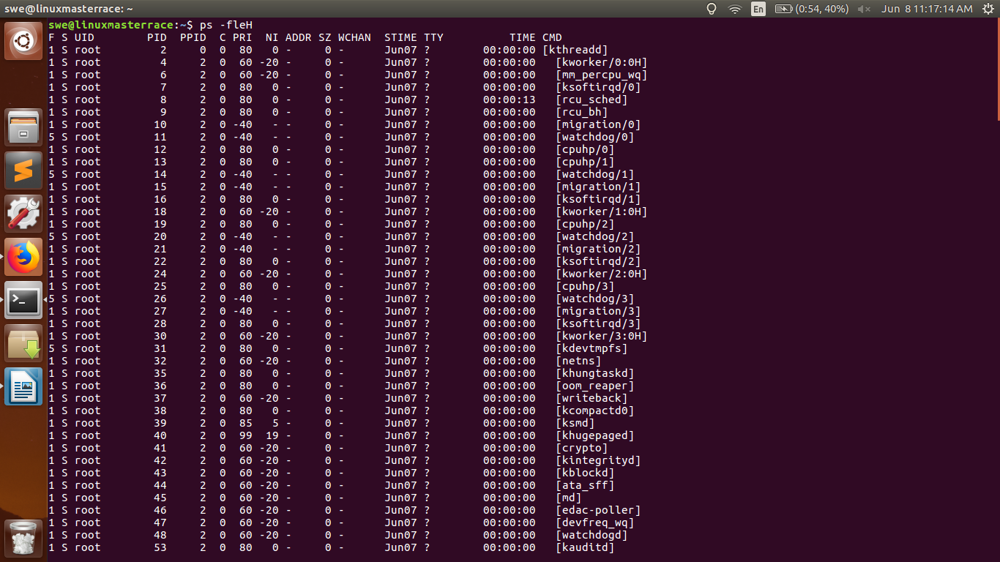 swe@linuxmasterrace: ~ En (0:54, 40%) Jun 8 11:17:14 AM
swe@linuxmasterrace:~$ ps -fleH
F S UID        PID  PPID  C PRI  NI ADDR SZ WCHAN  STIME TTY          TIME CMD
1 S root         2     0  0  80   0 -     0 -      Jun07 ?        00:00:00 [kthreadd]
1 S root         4     2  0  60 -20 -     0 -      Jun07 ?        00:00:00   [kworker/0:0H]
1 S root         6     2  0  60 -20 -     0 -      Jun07 ?        00:00:00   [mm_percpu_wq]
1 S root         7     2  0  80   0 -     0 -      Jun07 ?        00:00:00   [ksoftirqd/0]
1 S root         8     2  0  80   0 -     0 -      Jun07 ?        00:00:13   [rcu_sched]
1 S root         9     2  0  80   0 -     0 -      Jun07 ?        00:00:00   [rcu_bh]
1 S root        10     2  0 -40   - -     0 -      Jun07 ?        00:00:00   [migration/0]
5 S root        11     2  0 -40   - -     0 -      Jun07 ?        00:00:00   [watchdog/0]
1 S root        12     2  0  80   0 -     0 -      Jun07 ?        00:00:00   [cpuhp/0]
1 S root        13     2  0  80   0 -     0 -      Jun07 ?        00:00:00   [cpuhp/1]
5 S root        14     2  0 -40   - -     0 -      Jun07 ?        00:00:00   [watchdog/1]
1 S root        15     2  0 -40   - -     0 -      Jun07 ?        00:00:00   [migration/1]
1 S root        16     2  0  80   0 -     0 -      Jun07 ?        00:00:00   [ksoftirqd/1]
1 S root        18     2  0  60 -20 -     0 -      Jun07 ?        00:00:00   [kworker/1:0H]
1 S root        19     2  0  80   0 -     0 -      Jun07 ?        00:00:00   [cpuhp/2]
5 S root        20     2  0 -40   - -     0 -      Jun07 ?        00:00:00   [watchdog/2]
1 S root        21     2  0 -40   - -     0 -      Jun07 ?        00:00:00   [migration/2]
1 S root        22     2  0  80   0 -     0 -      Jun07 ?        00:00:00   [ksoftirqd/2]
1 S root        24     2  0  60 -20 -     0 -      Jun07 ?        00:00:00   [kworker/2:0H]
1 S root        25     2  0  80   0 -     0 -      Jun07 ?        00:00:00   [cpuhp/3]
5 S root        26     2  0 -40   - -     0 -      Jun07 ?        00:00:00   [watchdog/3]
1 S root        27     2  0 -40   - -     0 -      Jun07 ?        00:00:00   [migration/3]
1 S root        28     2  0  80   0 -     0 -      Jun07 ?        00:00:00   [ksoftirqd/3]
1 S root        30     2  0  60 -20 -     0 -      Jun07 ?        00:00:00   [kworker/3:0H]
5 S root        31     2  0  80   0 -     0 -      Jun07 ?        00:00:00   [kdevtmpfs]
1 S root        32     2  0  60 -20 -     0 -      Jun07 ?        00:00:00   [netns]
1 S root        35     2  0  80   0 -     0 -      Jun07 ?        00:00:00   [khungtaskd]
1 S root        36     2  0  80   0 -     0 -      Jun07 ?        00:00:00   [oom_reaper]
1 S root        37     2  0  60 -20 -     0 -      Jun07 ?        00:00:00   [writeback]
1 S root        38     2  0  80   0 -     0 -      Jun07 ?        00:00:00   [kcompactd0]
1 S root        39     2  0  85   5 -     0 -      Jun07 ?        00:00:00   [ksmd]
1 S root        40     2  0  99  19 -     0 -      Jun07 ?        00:00:00   [khugepaged]
1 S root        41     2  0  60 -20 -     0 -      Jun07 ?        00:00:00   [crypto]
1 S root        42     2  0  60 -20 -     0 -      Jun07 ?        00:00:00   [kintegrityd]
1 S root        43     2  0  60 -20 -     0 -      Jun07 ?        00:00:00   [kblockd]
1 S root        44     2  0  60 -20 -     0 -      Jun07 ?        00:00:00   [ata_sff]
1 S root        45     2  0  60 -20 -     0 -      Jun07 ?        00:00:00   [md]
1 S root        46     2  0  60 -20 -     0 -      Jun07 ?        00:00:00   [edac-poller]
1 S root        47     2  0  60 -20 -     0 -      Jun07 ?        00:00:00   [devfreq_wq]
1 S root        48     2  0  60 -20 -     0 -      Jun07 ?        00:00:00   [watchdogd]
1 S root        53     2  0  80   0 -     0 -      Jun07 ?        00:00:00   [kauditd]